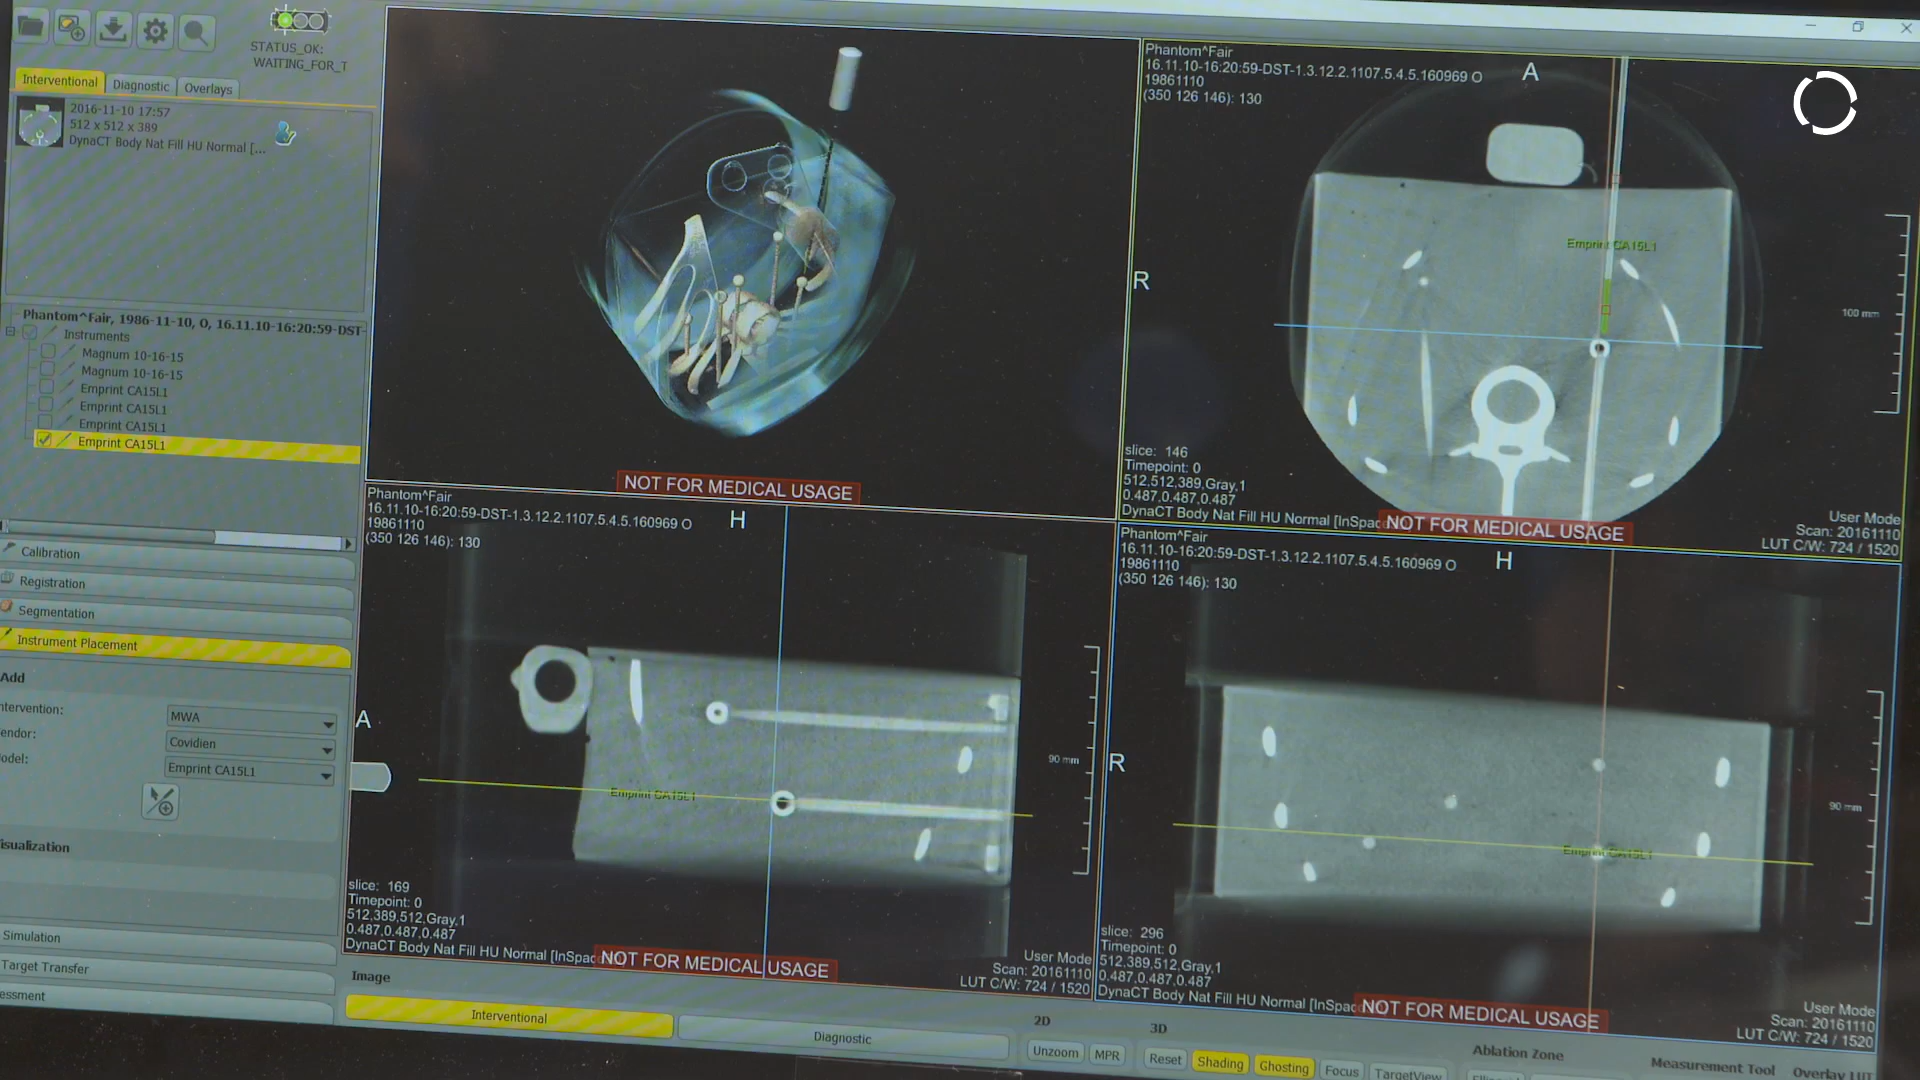 STATUS_OK:
WAITING_FOR_T
Interventional
Diagnostic
Overlays
2016-11-10 17:57
512 x 512 x 389
DynaCT Body Nat Fill HU Normal [...
Phantom^Fair, 1986-11-10, O, 16.11.10-16:20:59-DST-
Instruments
Magnum 10-16-15
Magnum 10-16-15
Emprint CA15L1
Emprint CA15L1
Emprint CA15L1
Emprint CA15L1
Calibration
Registration
Segmentation
Instrument Placement
Add
ntervention:
MWA
endor:
Covidien
odel:
Emprint CA15L1
isualization
Simulation
Target Transfer
essment
NOT FOR MEDICAL USAGE
Phantom^Fair
16.11.10-16:20:59-DST-1.3.12.2.1107.5.4.5.160969 O
19861110
(350 126 146): 130
A
R
Emprint CA15L1
100 mm
slice: 146
Timepoint: 0
512,512,389,Gray,1
0.487,0.487,0.487
DynaCT Body Nat Fill HU Normal [InSpac
NOT FOR MEDICAL USAGE
User Mode
Scan: 20161110
LUT C/W: 724 / 1520
Phantom^Fair
16.11.10-16:20:59-DST-1.3.12.2.1107.5.4.5.160969 O
19861110
(350 126 146): 130
H
A
Emprint CA15L1
90 mm
slice: 169
Timepoint: 0
512,389,512,Gray,1
0.487,0.487,0.487
DynaCT Body Nat Fill HU Normal [InSpac
NOT FOR MEDICAL USAGE
User Mode
Scan: 20161110
LUT C/W: 724 / 1520
Phantom^Fair
16.11.10-16:20:59-DST-1.3.12.2.1107.5.4.5.160969 O
19861110
(350 126 146): 130
H
R
Emprint CA15L1
90 mm
slice: 296
Timepoint: 0
512,389,512,Gray,1
0.487,0.487,0.487
DynaCT Body Nat Fill HU Normal [InSpac
NOT FOR MEDICAL USAGE
User Mode
Scan: 20161110
LUT C/W: 724 / 1520
Image
Interventional
Diagnostic
2D
Unzoom
MPR
3D
Reset
Shading
Ghosting
Focus
TargetView
Ablation Zone
Measurement Tool
Overlay LUT